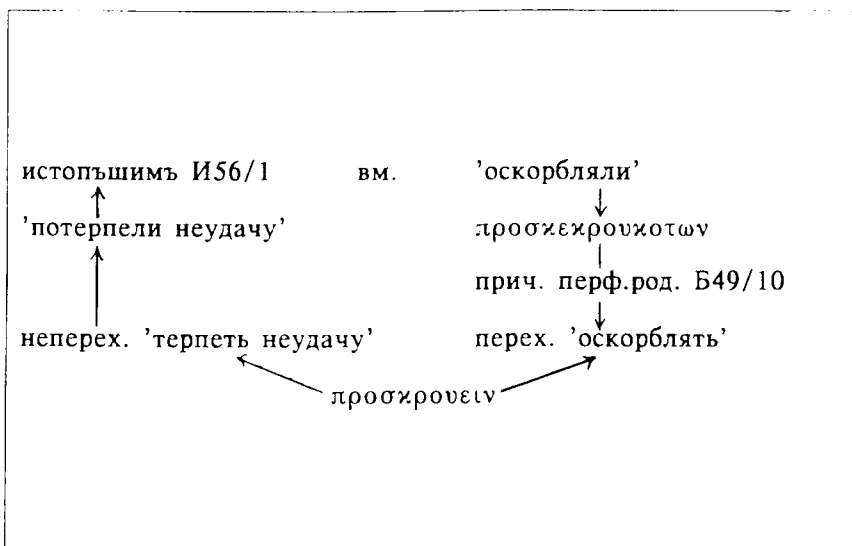 истопъшимъ И56/1 вм. 'оскорбляли'
'потерпели неудачу' προσκεκρουκοτων
прич. перф.род. Б49/10
неперех. 'терпеть неудачу' перех. 'оскорблять'
προσκρουειν